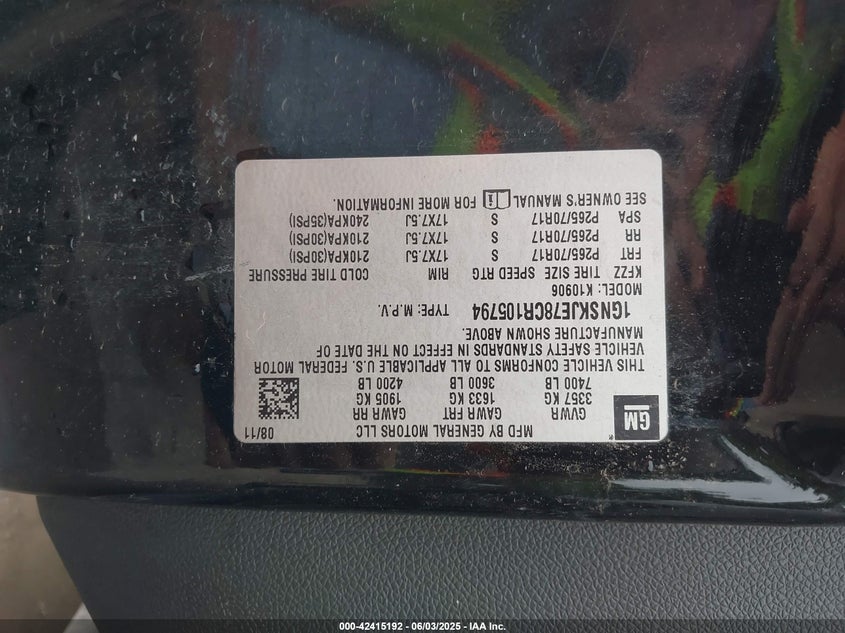 MFD BY GENERAL MOTORS LLC 08/11
GM
GVWR GAWR FRT GAWR RR
3357 KG 1633 KG 1905 KG
7400 LB 3600 LB 4200 LB
THIS VEHICLE CONFORMS TO ALL APPLICABLE U.S. FEDERAL MOTOR
VEHICLE SAFETY STANDARDS IN EFFECT ON THE DATE OF
MANUFACTURE SHOWN ABOVE.
1GNSKJE78CR105794 TYPE: M.P.V.
MODEL: K10906
KFZZ TIRE SIZE SPEED RTG RIM COLD TIRE PRESSURE
FRT P265/70R17 S 17X7.5J 210KPA(30PSI)
RR P265/70R17 S 17X7.5J 210KPA(30PSI)
SPA P265/70R17 S 17X7.5J 240KPA(35PSI)
SEE OWNER'S MANUAL FOR MORE INFORMATION.
000-42415192 - 06/03/2025 - IAA Inc.